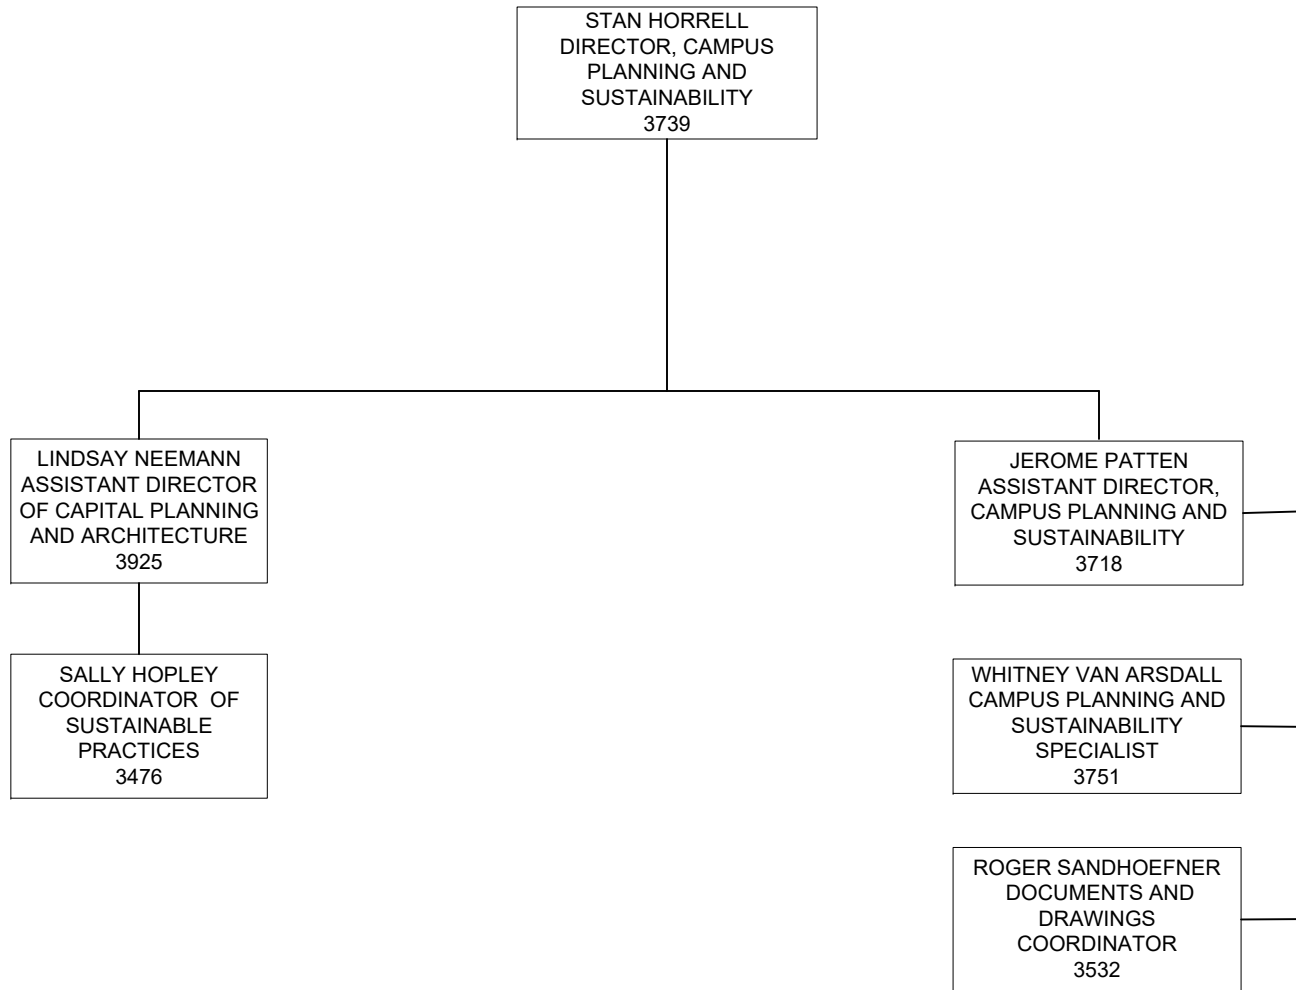 STAN HORRELL
DIRECTOR, CAMPUS
PLANNING AND
SUSTAINABILITY
3739
LINDSAY NEEMANN
ASSISTANT DIRECTOR
OF CAPITAL PLANNING
AND ARCHITECTURE
3925
JEROME PATTEN
ASSISTANT DIRECTOR,
CAMPUS PLANNING AND
SUSTAINABILITY
3718
SALLY HOPLEY
COORDINATOR  OF
SUSTAINABLE
PRACTICES
3476
WHITNEY VAN ARSDALL
CAMPUS PLANNING AND
SUSTAINABILITY
SPECIALIST
3751
ROGER SANDHOEFNER
DOCUMENTS AND
DRAWINGS
COORDINATOR
3532